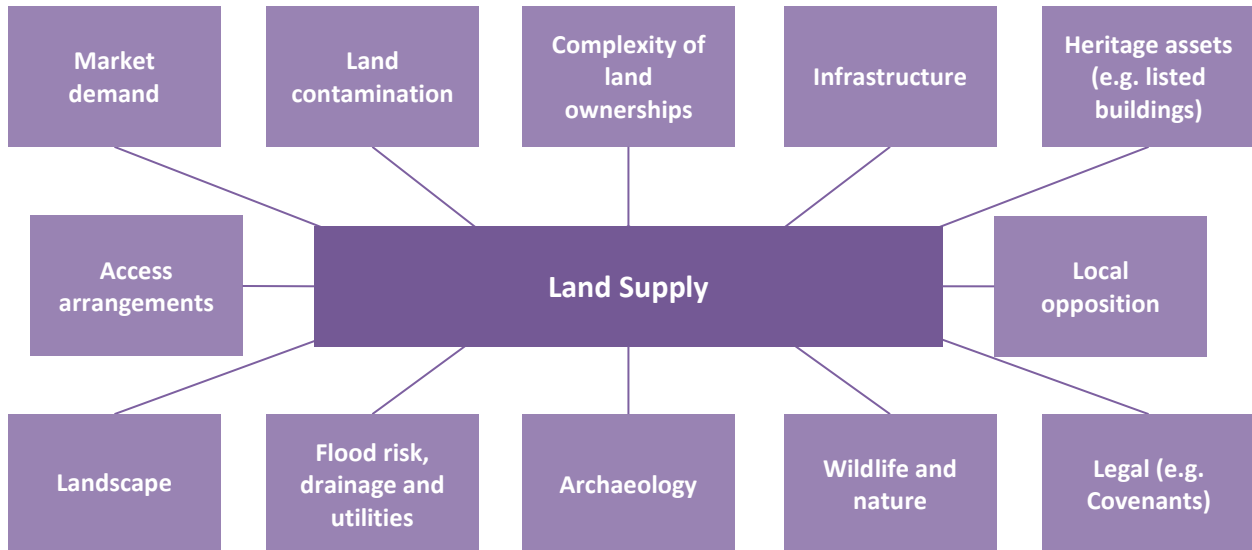 Market
demand
Land
contamination
Complexity of
land
ownerships
Infrastructure
Heritage assets
(e.g. listed
buildings)
Access
arrangements
Land Supply
Local
opposition
Landscape
Flood risk,
drainage and
utilities
Archaeology
Wildlife and
nature
Legal (e.g.
Covenants)